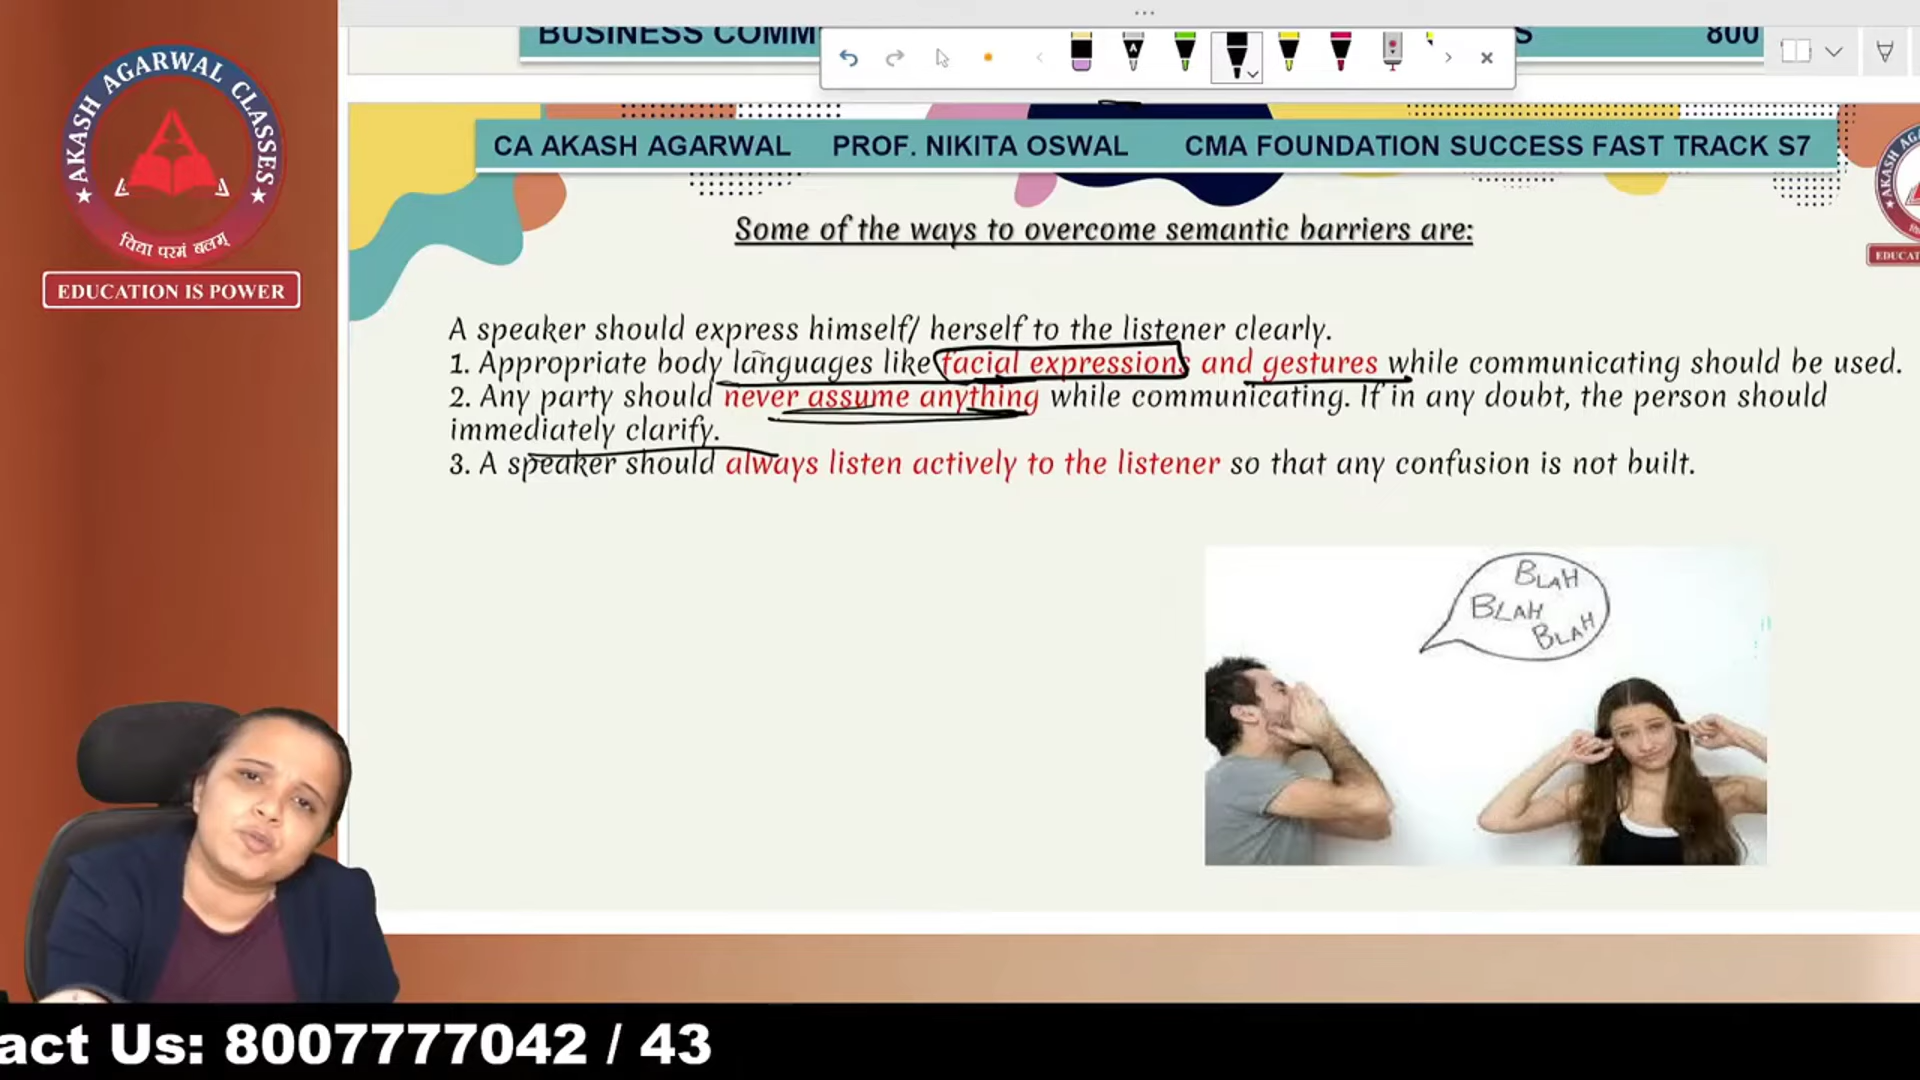 BUSINESS COMM
S
800
AKASH AGARWAL CLASSES
विद्या परमं बलम्
EDUCATION IS POWER
CA AKASH AGARWAL PROF. NIKITA OSWAL CMA FOUNDATION SUCCESS FAST TRACK S7
AKASH AG
EDUCAT
Some of the ways to overcome semantic barriers are:
A speaker should express himself/ herself to the listener clearly.
1. Appropriate body languages like facial expressions and gestures while communicating should be used.
2. Any party should never assume anything while communicating. If in any doubt, the person should
immediately clarify.
3. A speaker should always listen actively to the listener so that any confusion is not built.
BLAH
BLAH
BLAH
act Us: 8007777042 / 43